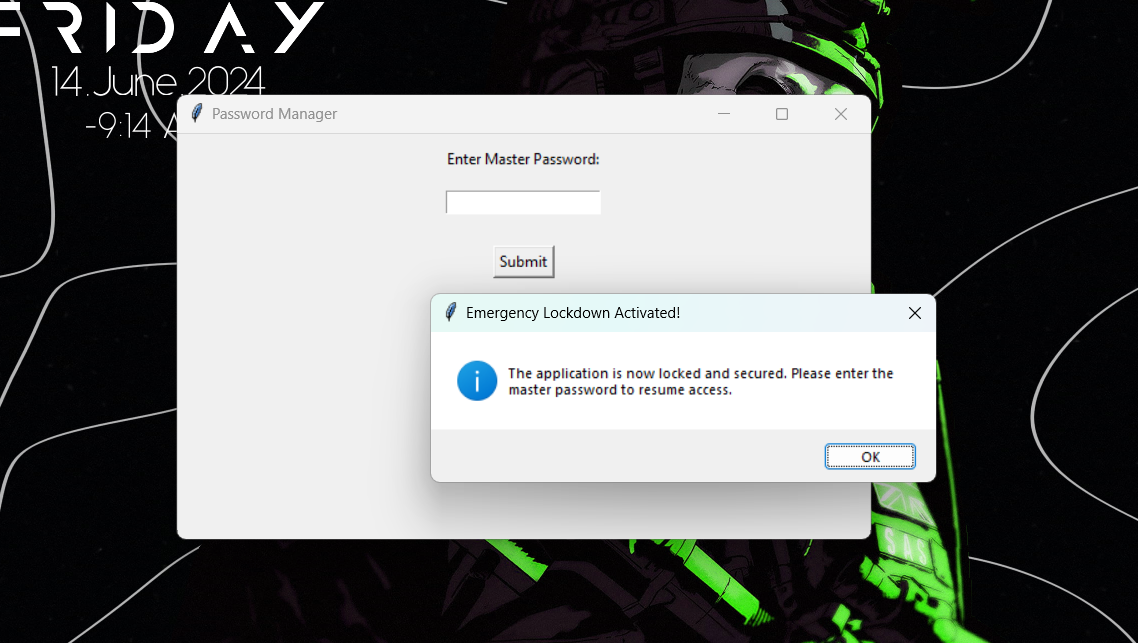 FRIDAY
14.June.2024
-9:14 A
Password Manager
Enter Master Password:
Submit
Emergency Lockdown Activated!
The application is now locked and secured. Please enter the
master password to resume access.
OK
SAS